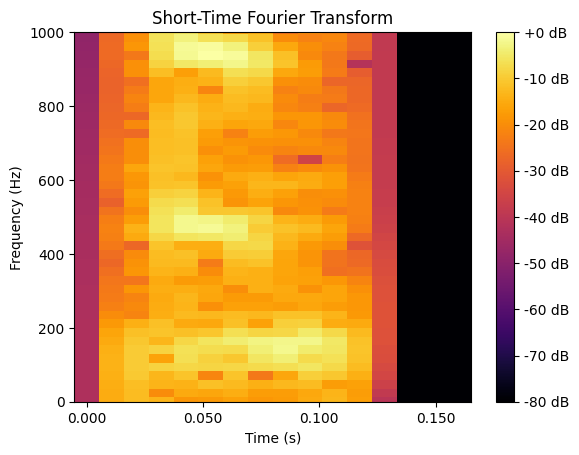 Short-Time Fourier Transform
Frequency (Hz)
1000
800
600
400
200
0
0.000
0.050
0.100
0.150
Time (s)
+0 dB
-10 dB
-20 dB
-30 dB
-40 dB
-50 dB
-60 dB
-70 dB
-80 dB